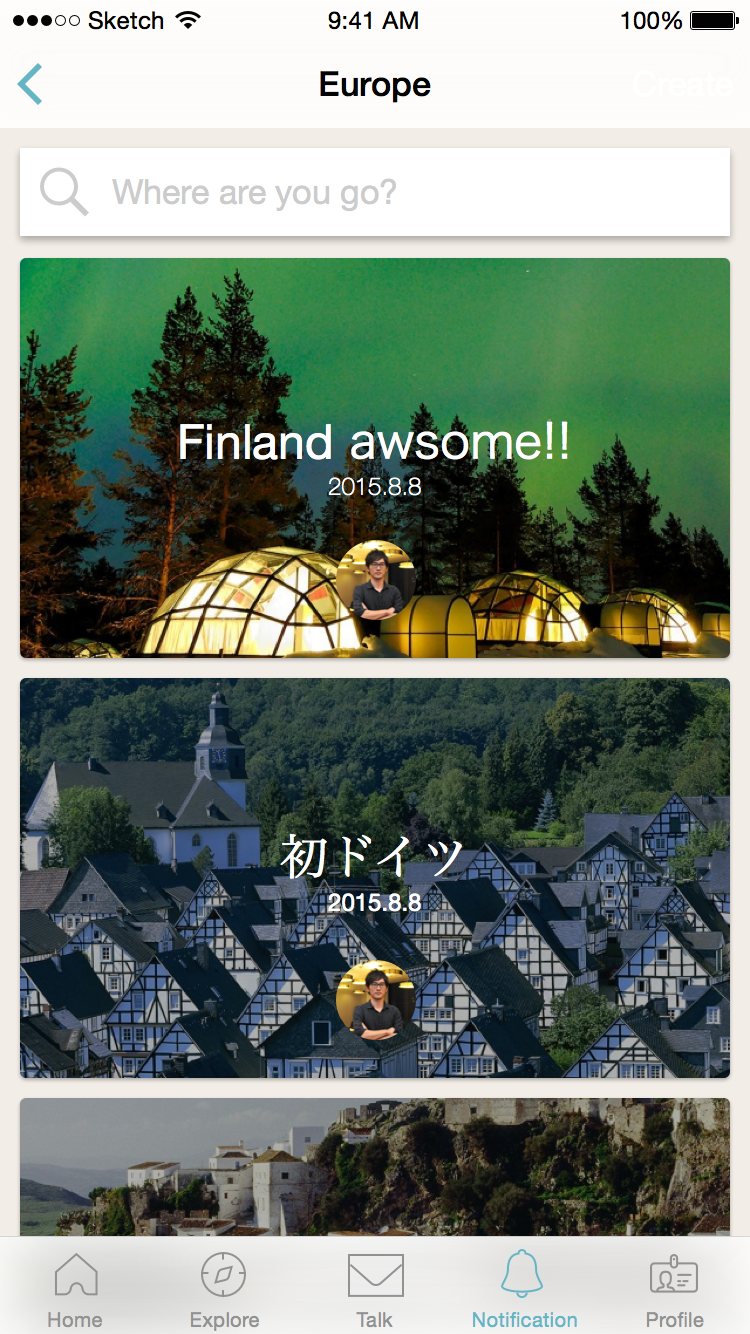 Sketch 9:41 AM 100%
Europe Create
Where are you go?
Finland awsome!!
2015.8.8
初ドイツ
2015.8.8
Home Explore Talk Notification Profile